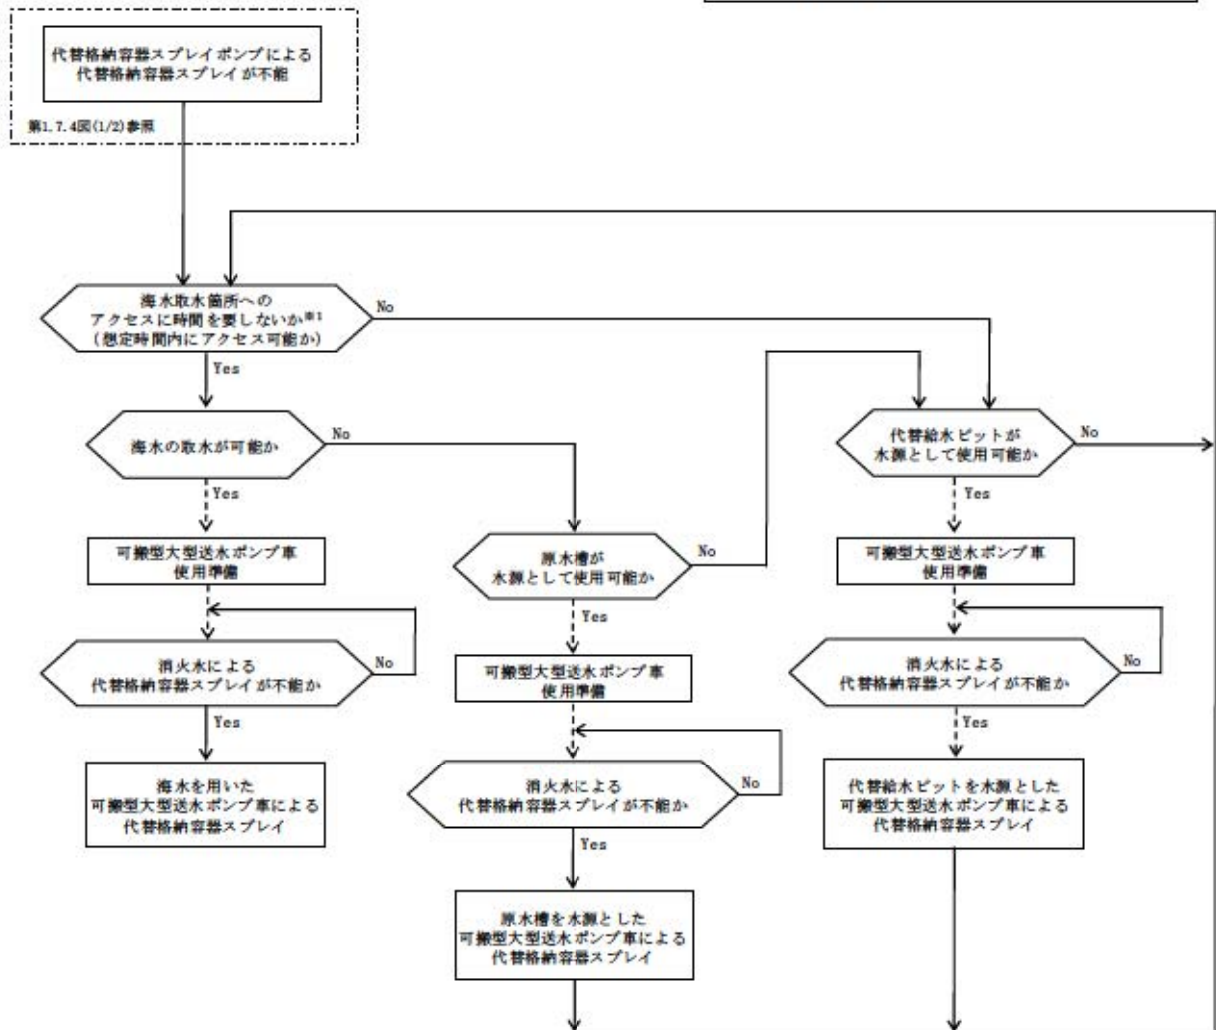 代替格納容器スプレイポンプによる
代替格納容器スプレイが不能
第1.7.4図(1/2)参照
海水取水箇所への
アクセスに時間を要しないか※1
(想定時間内にアクセス可能か)
No
Yes
海水の取水が可能か
No
代替給水ピットが
水源として使用可能か
No
Yes
Yes
可搬型大型送水ポンプ車
使用準備
原水槽が
水源として使用可能か
No
可搬型大型送水ポンプ車
使用準備
Yes
消火水による
代替格納容器スプレイが不能か
No
可搬型大型送水ポンプ車
使用準備
消火水による
代替格納容器スプレイが不能か
No
Yes
Yes
海水を用いた
可搬型大型送水ポンプ車による
代替格納容器スプレイ
消火水による
代替格納容器スプレイが不能か
No
代替給水ピットを水源とした
可搬型大型送水ポンプ車による
代替格納容器スプレイ
Yes
原水槽を水源とした
可搬型大型送水ポンプ車による
代替格納容器スプレイ